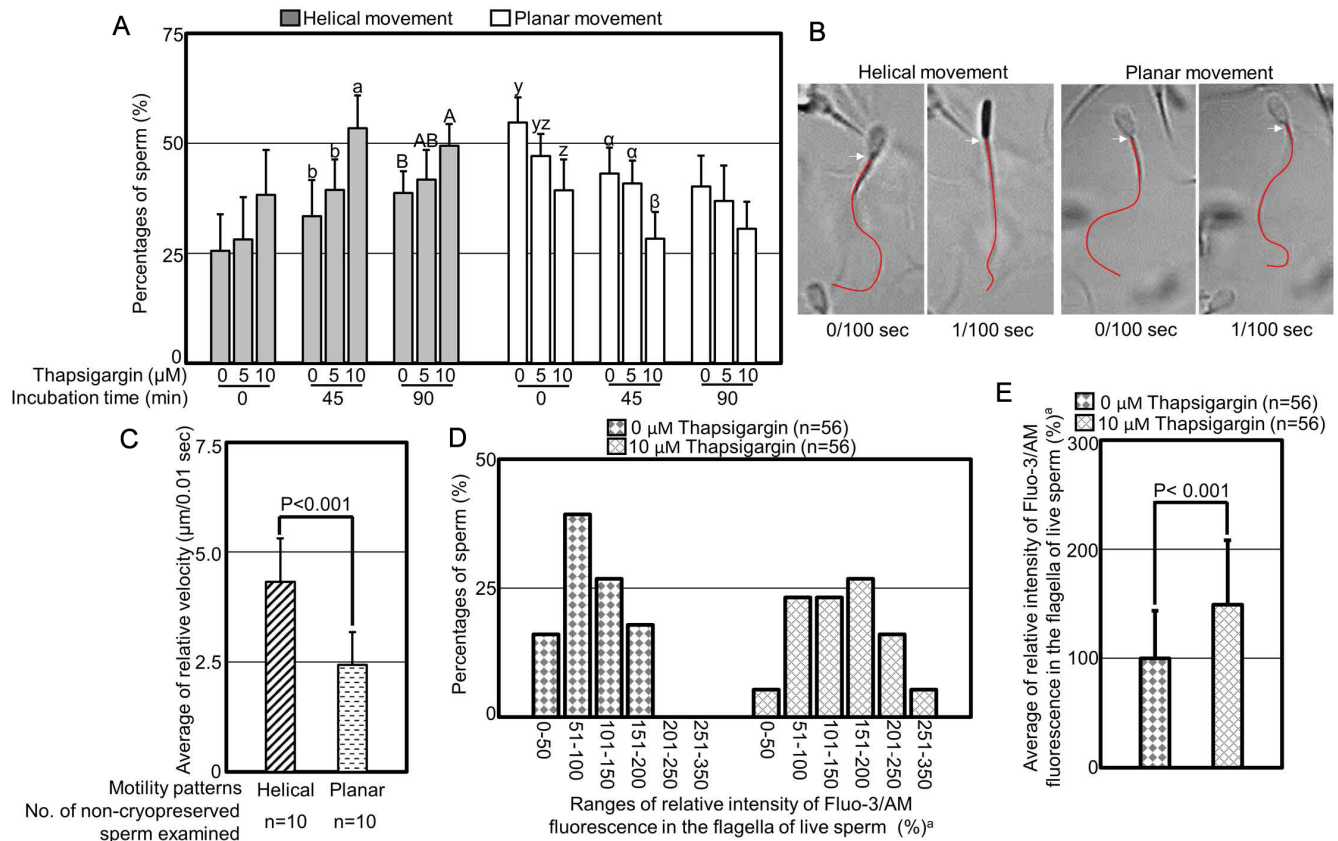 A
Helical movement
Planar movement
Percentages of sperm (%)
75
50
25
0
b
b
a
B
AB
A
y
yz
z
α
α
β
Thapsigargin (μM)
0 5 10 0 5 10 0 5 10 0 5 10 0 5 10 0 5 10
Incubation time (min)
0 45 90 0 45 90
B
Helical movement
Planar movement
0/100 sec
1/100 sec
0/100 sec
1/100 sec
C
Average of relative velocity (μm/0.01 sec)
7.5
5.0
2.5
0
P<0.001
Motility patterns
Helical
Planar
No. of non-cryopreserved
sperm examined
n=10
n=10
D
0 μM Thapsigargin (n=56)
10 μM Thapsigargin (n=56)
Percentages of sperm (%)
50
25
0
0-50
51-100
101-150
151-200
201-250
251-350
0-50
51-100
101-150
151-200
201-250
251-350
Ranges of relative intensity of Fluo-3/AM
fluorescence in the flagella of live sperm (%)ᵃ
E
0 μM Thapsigargin (n=56)
10 μM Thapsigargin (n=56)
Average of relative intensity of Fluo-3/AM
fluorescence in the flagella of live sperm (%)ᵃ
300
200
100
0
P< 0.001